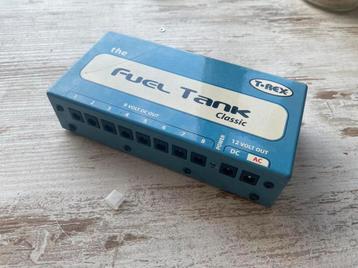 the
Fuel Tank
Classic
T-REX
9 VOLT DC OUT
1 2 3 4 5 6 7 8
POWER
12 VOLT OUT
DC AC